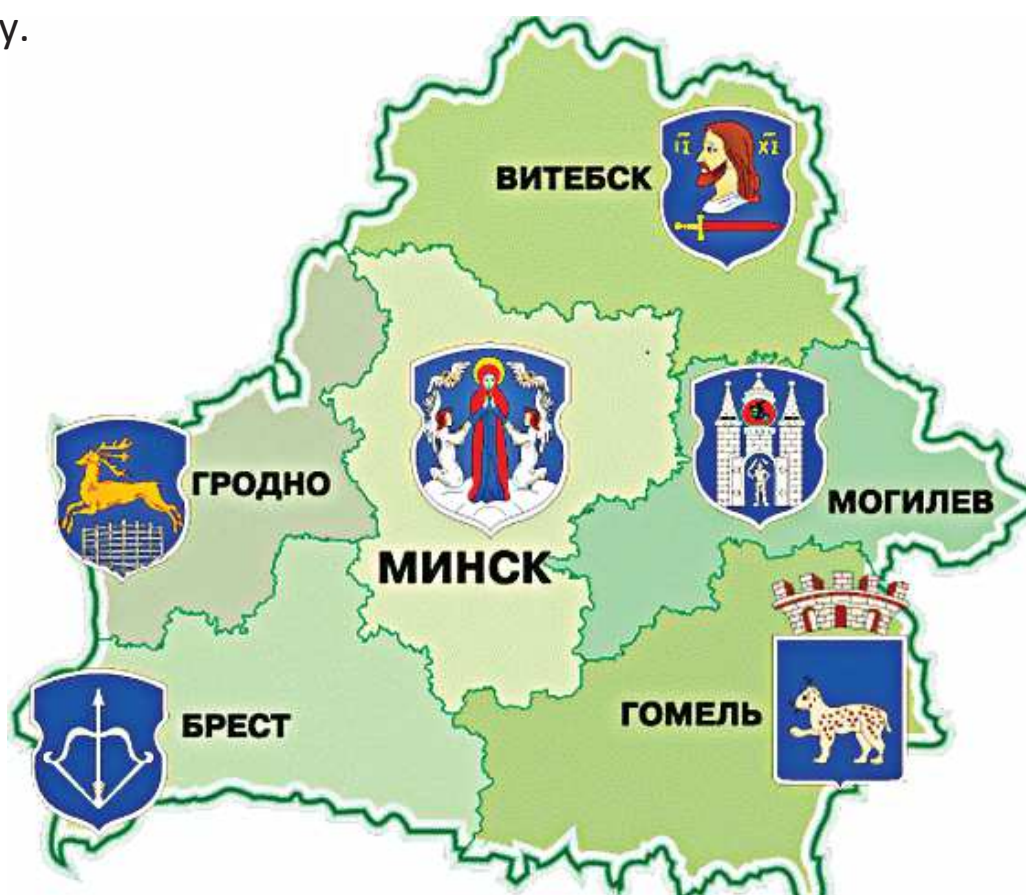 у.
ВИТЕБСК
ГРОДНО
МОГИЛЕВ
МИНСК
БРЕСТ
ГОМЕЛЬ